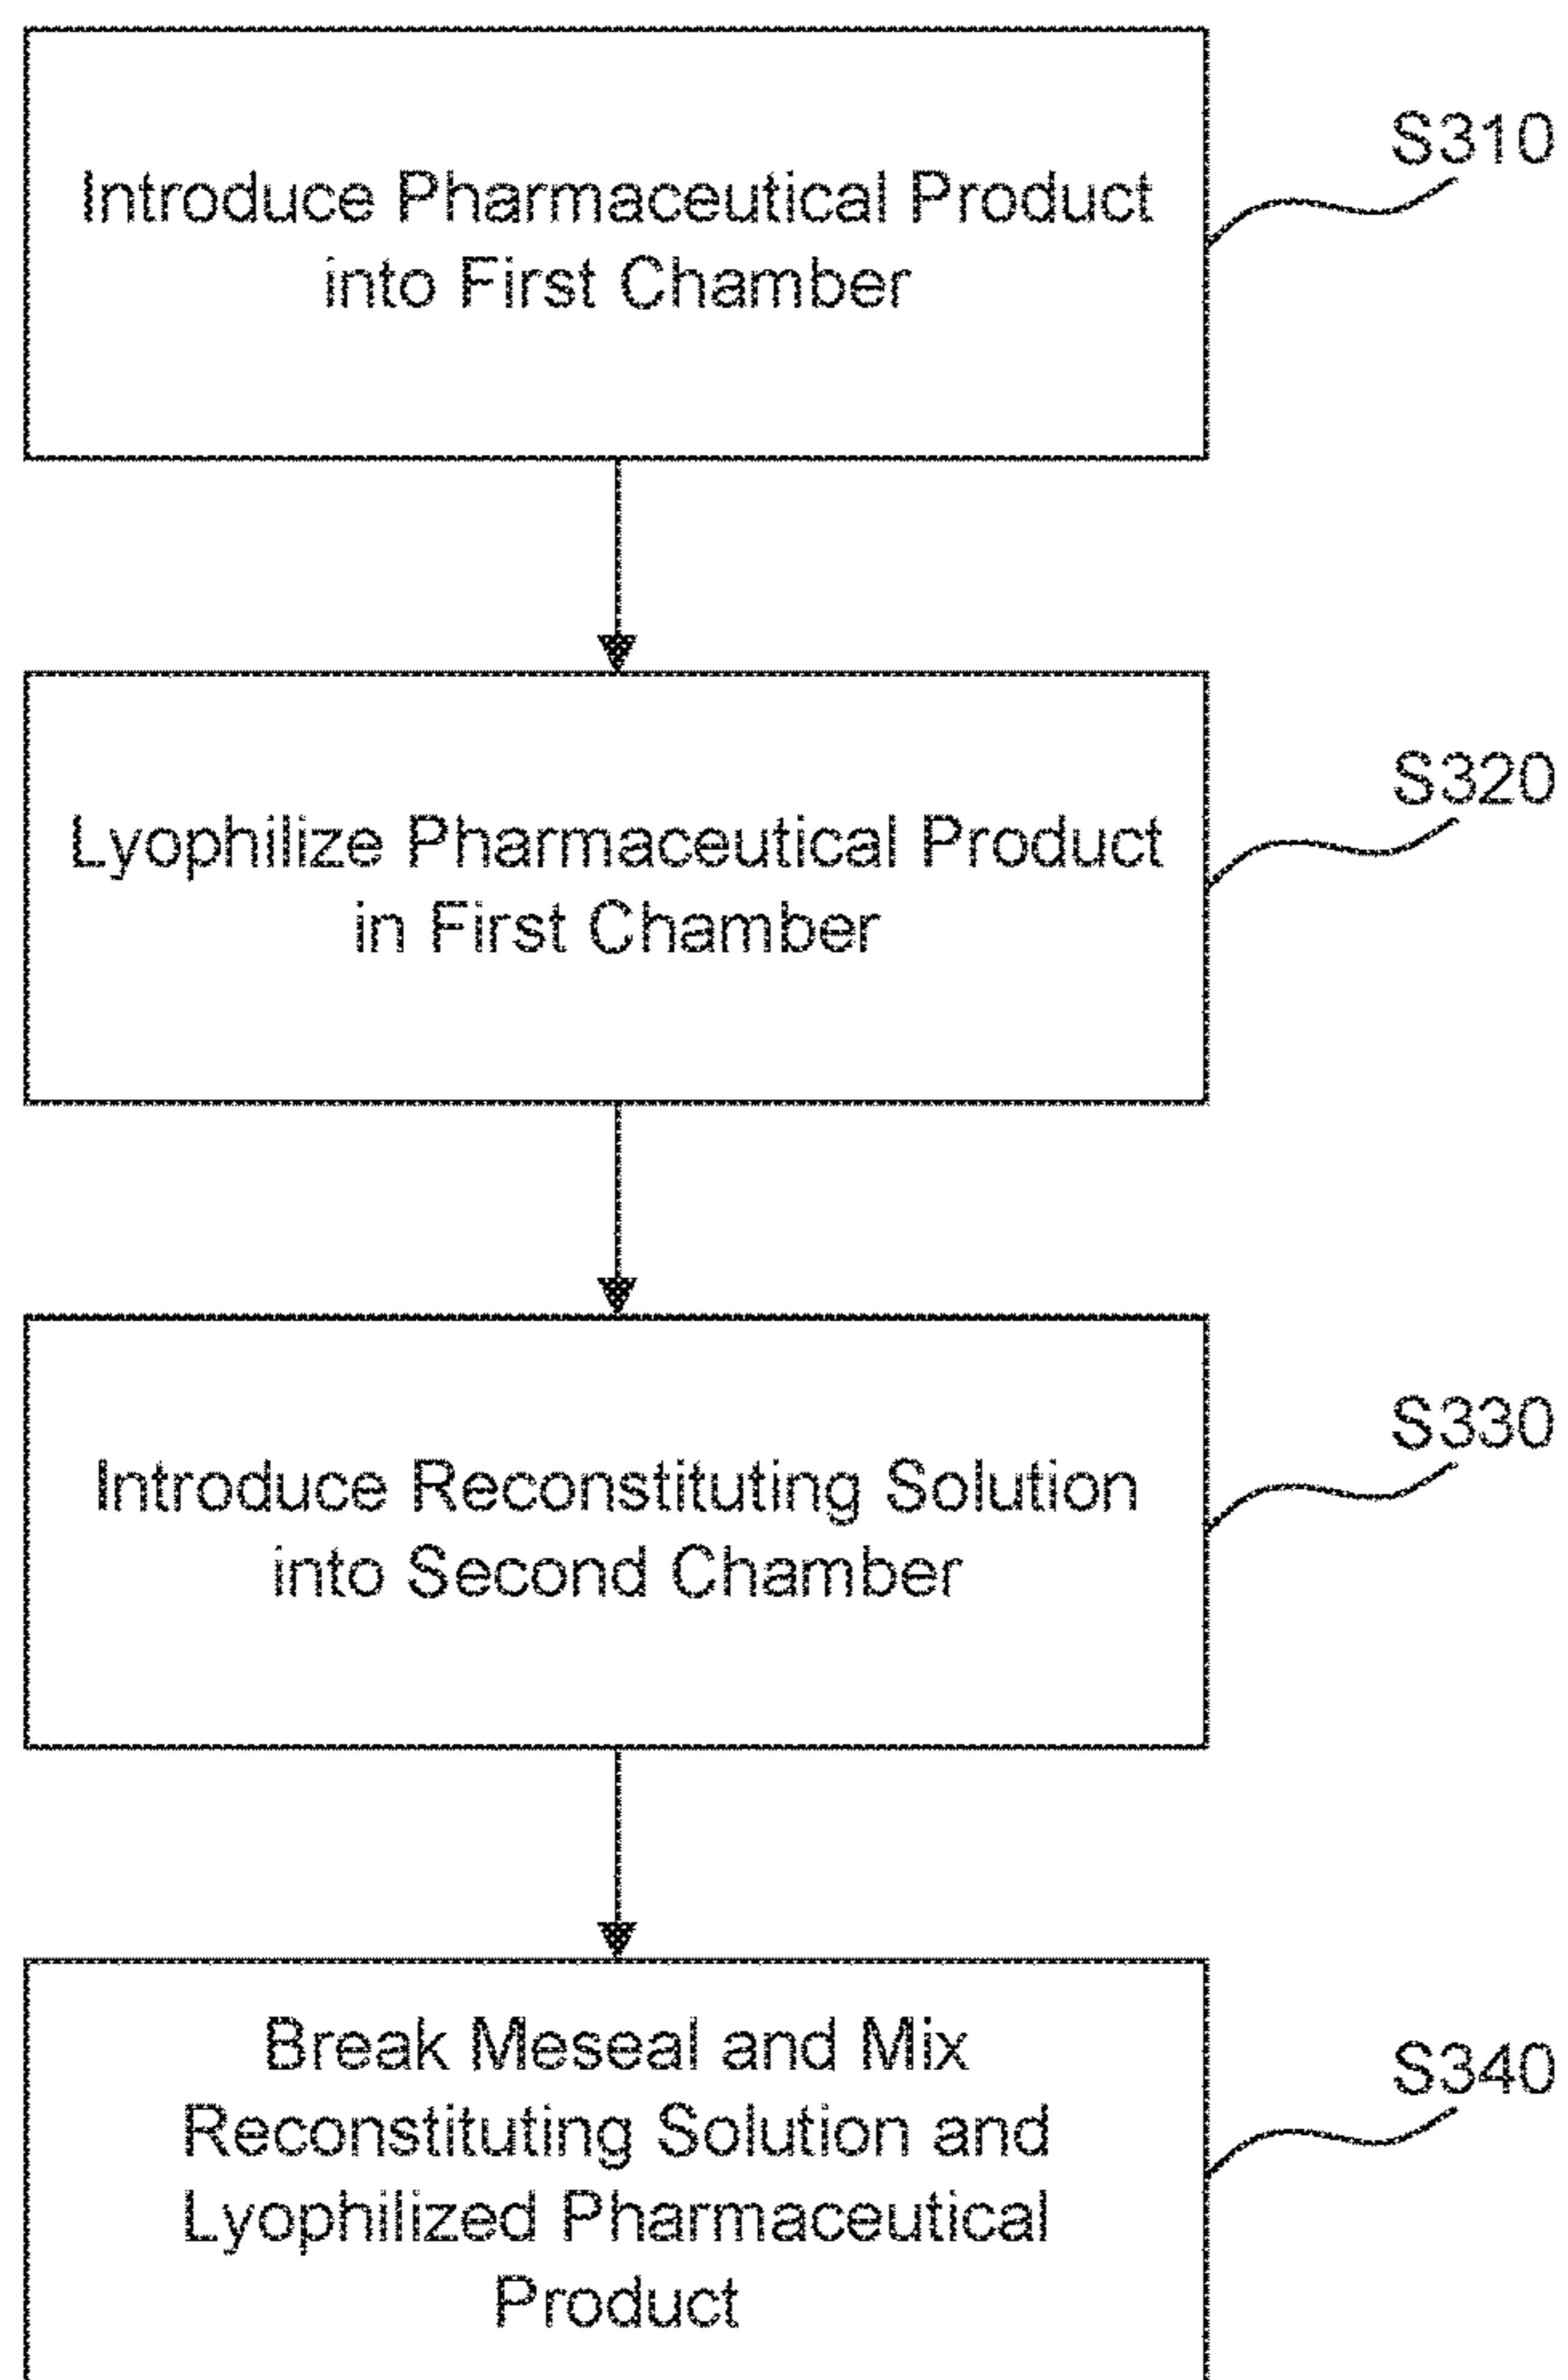 Introduce Pharmaceutical Product
into First Chamber
S310
Lyophilize Pharmaceutical Product
in First Chamber
S320
Introduce Reconstituting Solution
into Second Chamber
S330
Break Meseal and Mix
Reconstituting Solution and
Lyophilized Pharmaceutical
Product
S340